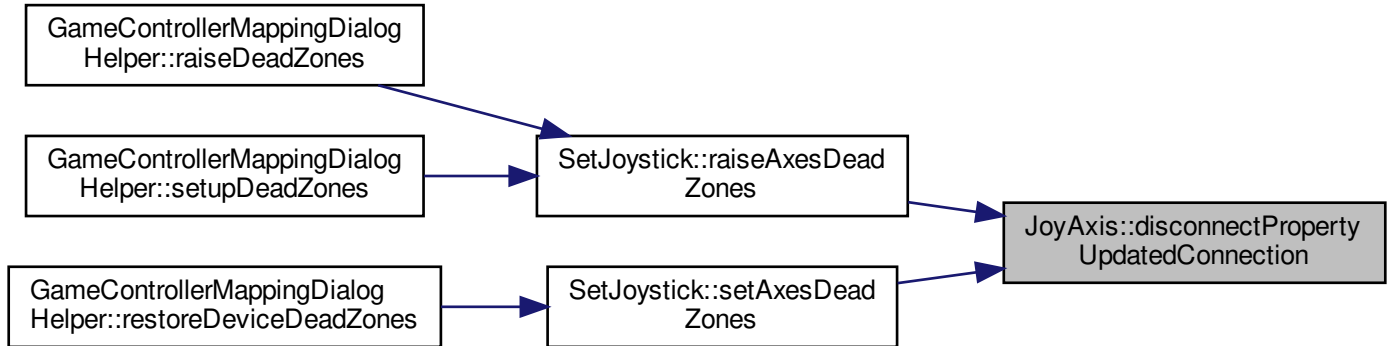 GameControllerMappingDialog
Helper::raiseDeadZones
GameControllerMappingDialog
Helper::setupDeadZones
SetJoystick::raiseAxesDead
Zones
JoyAxis::disconnectProperty
UpdatedConnection
GameControllerMappingDialog
Helper::restoreDeviceDeadZones
SetJoystick::setAxesDead
Zones